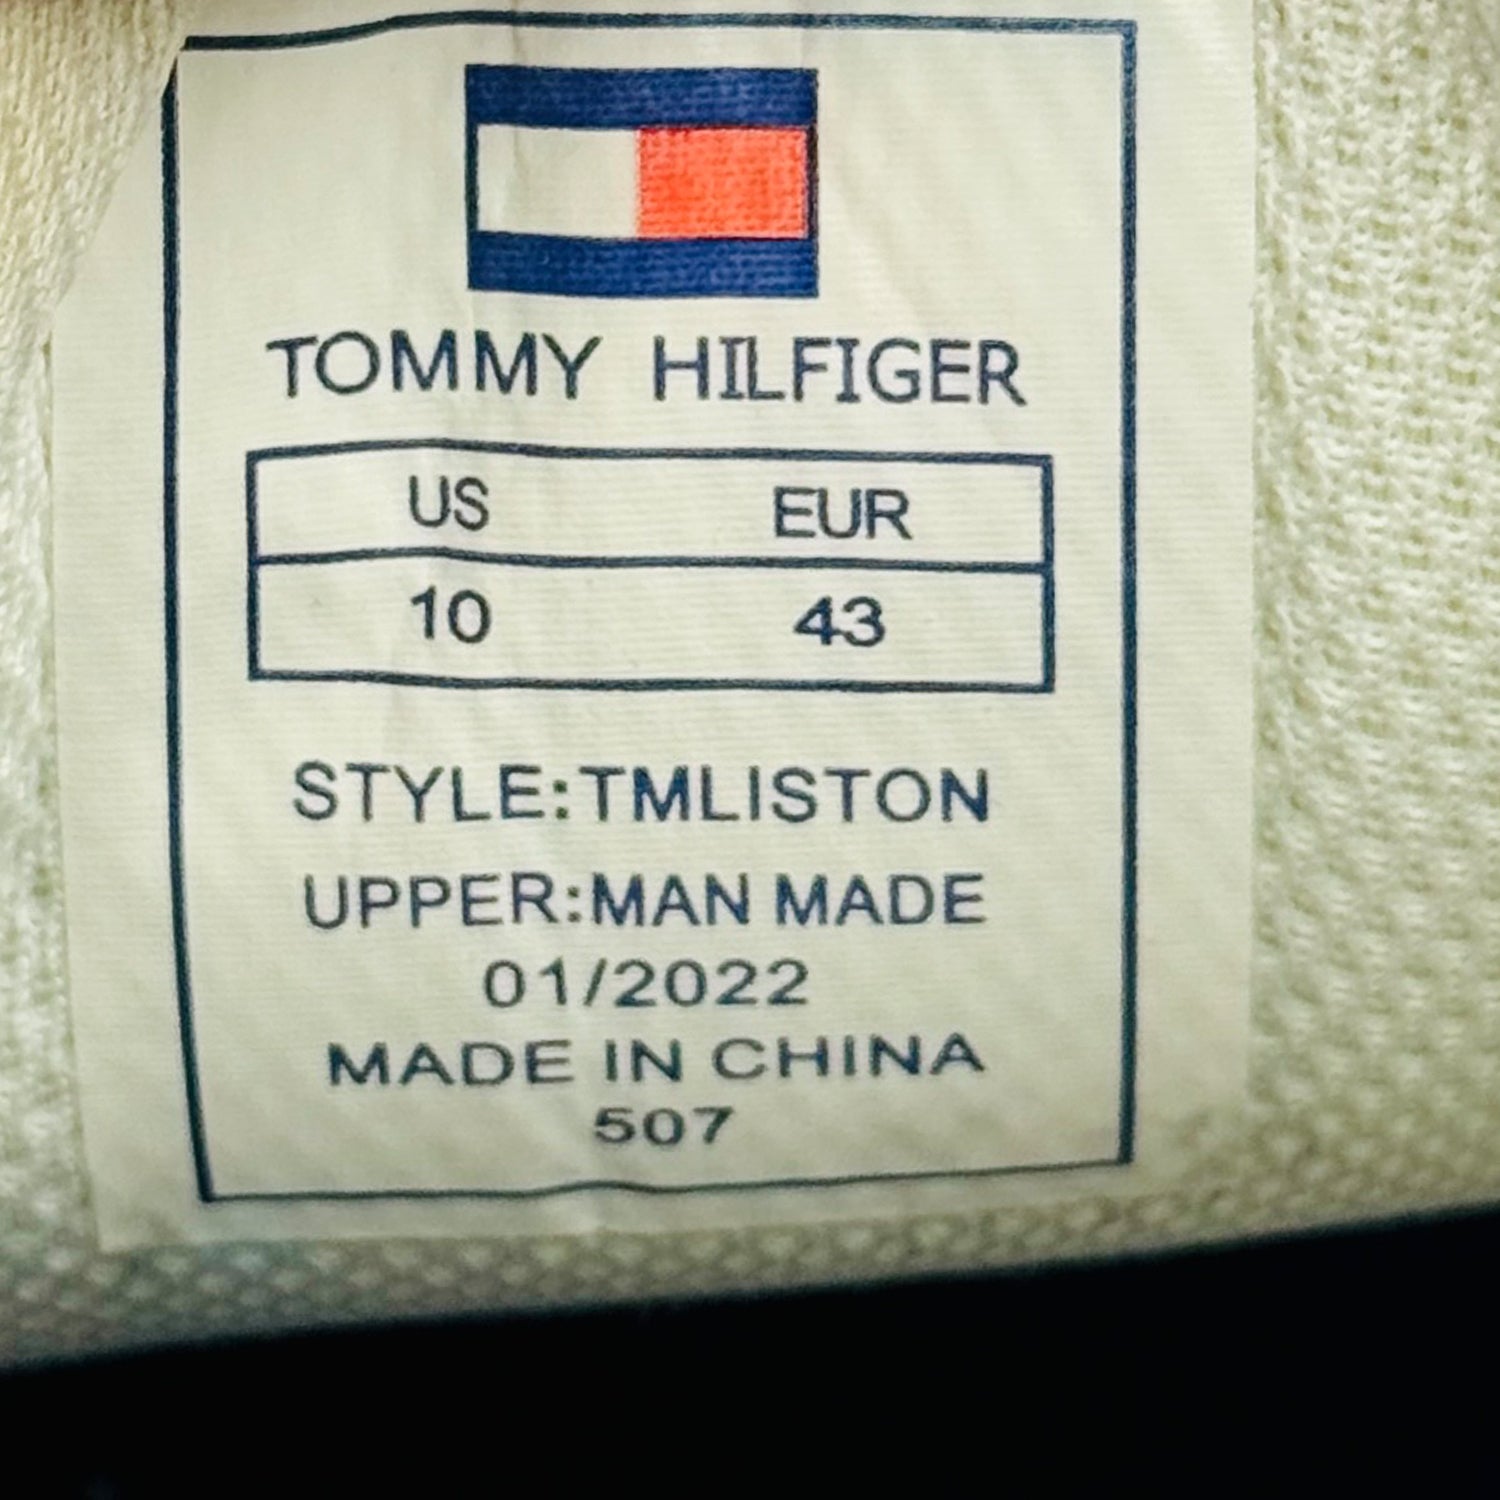 TOMMY HILFIGER
US EUR
10 43
STYLE:TMLISTON
UPPER:MAN MADE
01/2022
MADE IN CHINA
507